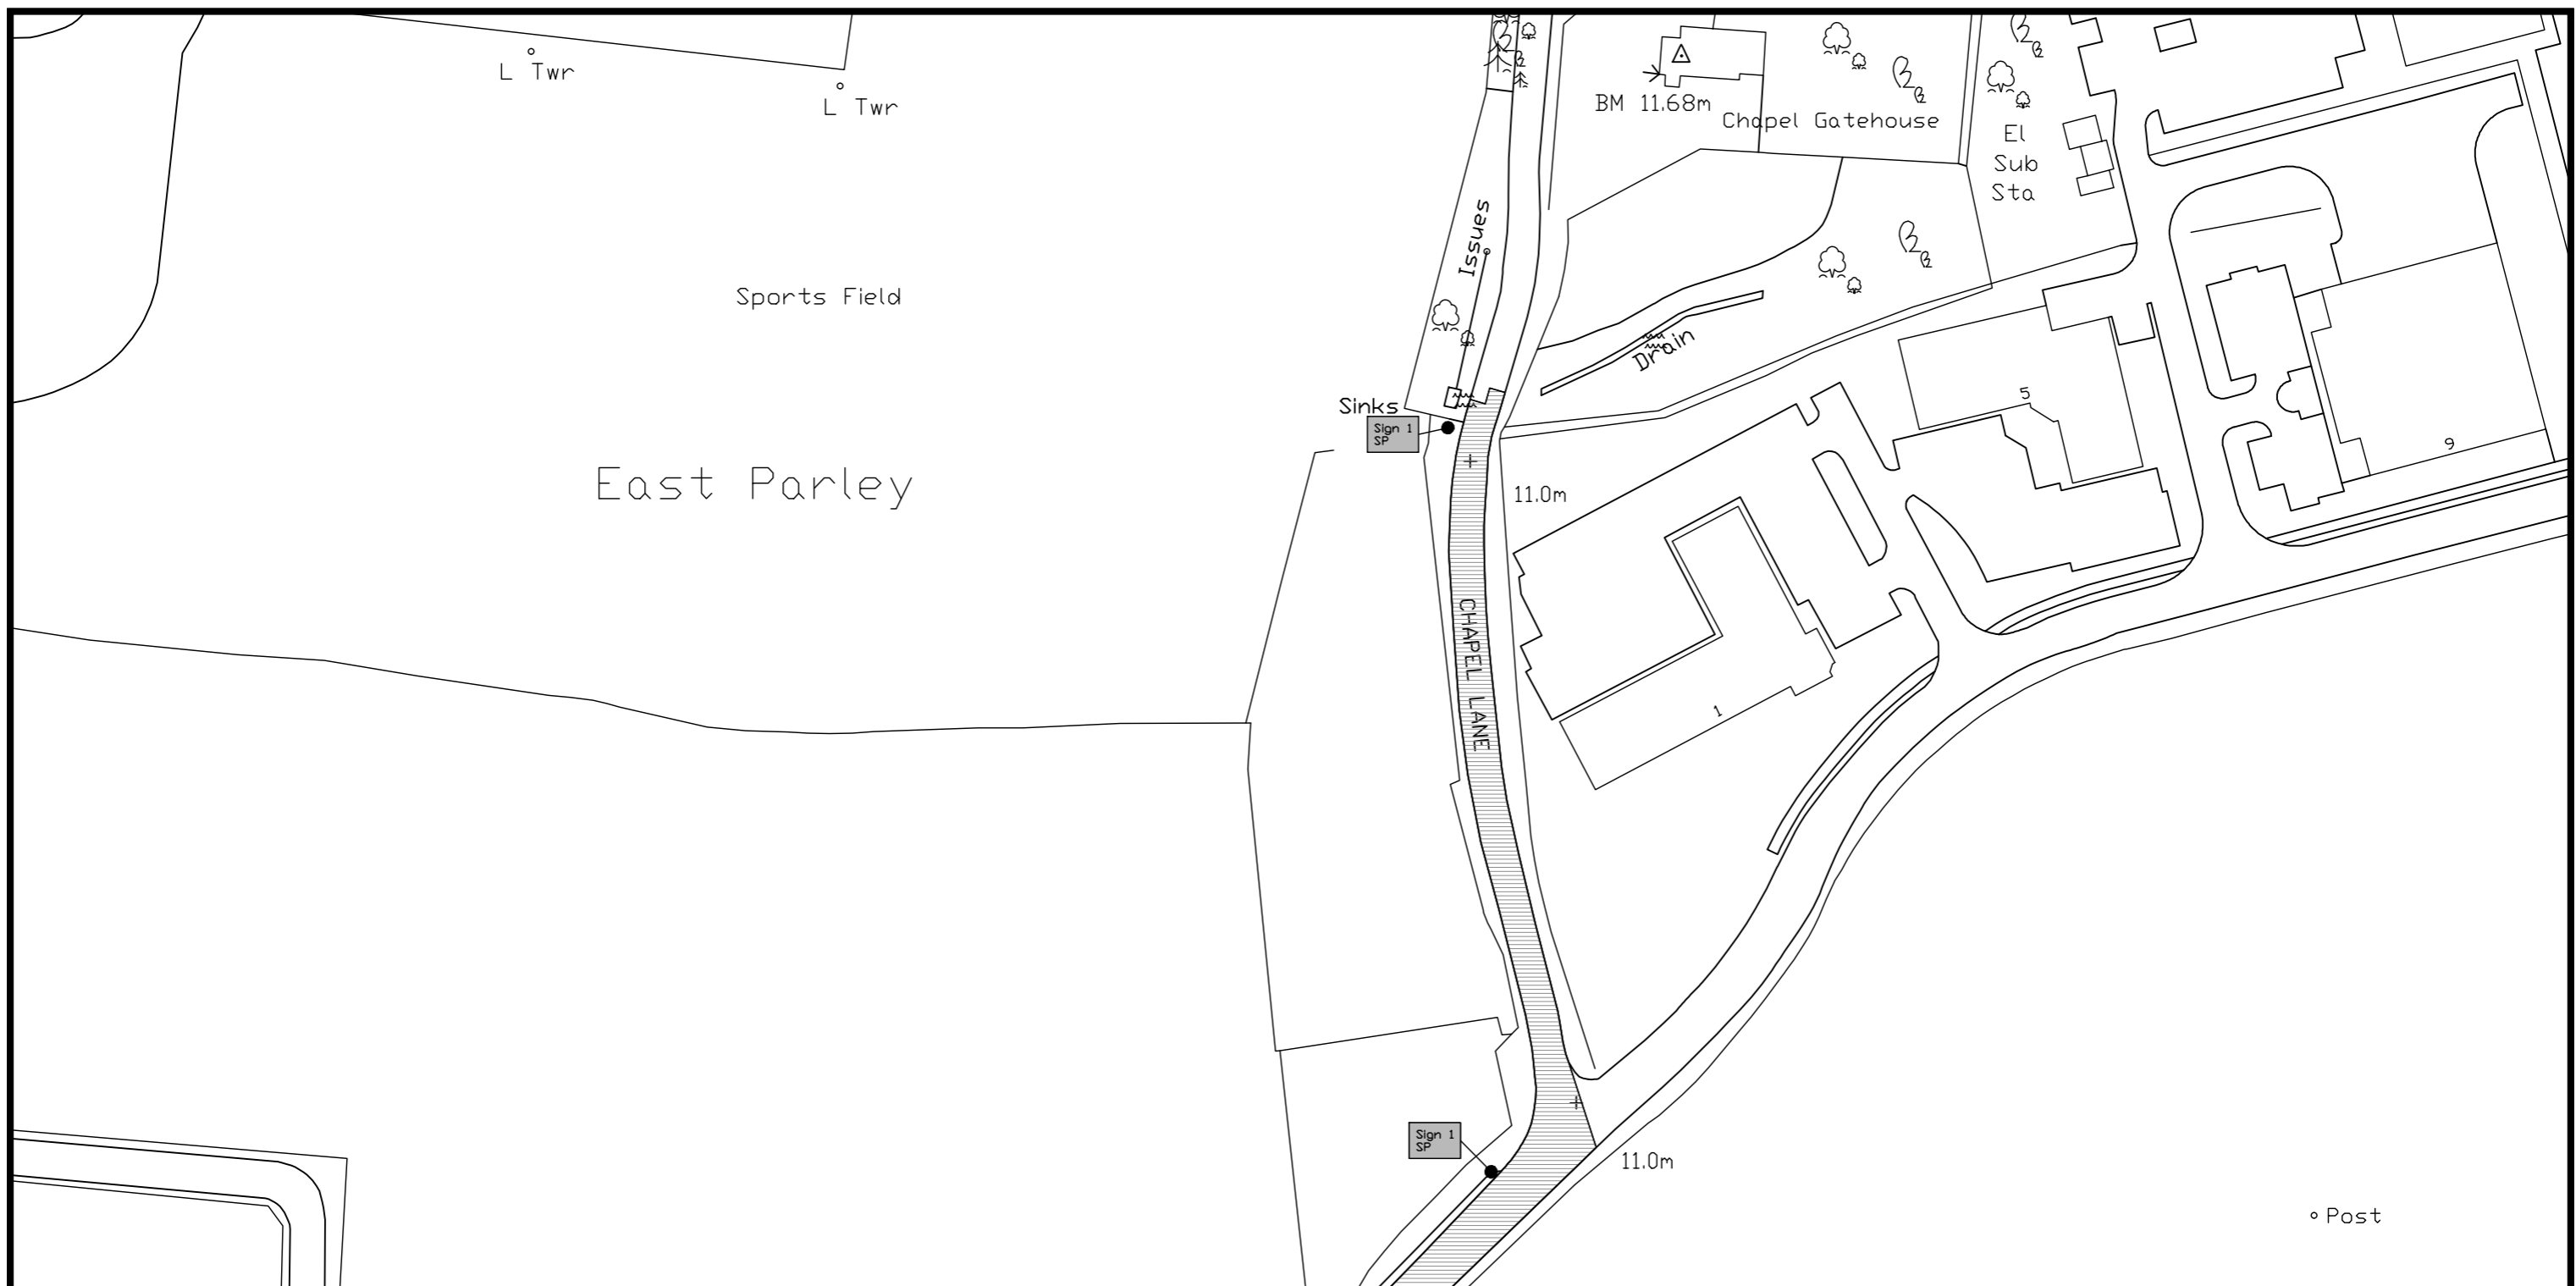 L Twr
L Twr
BM 11.68m
Chapel Gatehouse
El
Sub
Sta
Issues
Sports Field
Drain
Sinks
Sign 1
SP
5
9
East Parley
11.0m
CHAPEL LANE
1
Sign 1
SP
11.0m
Post